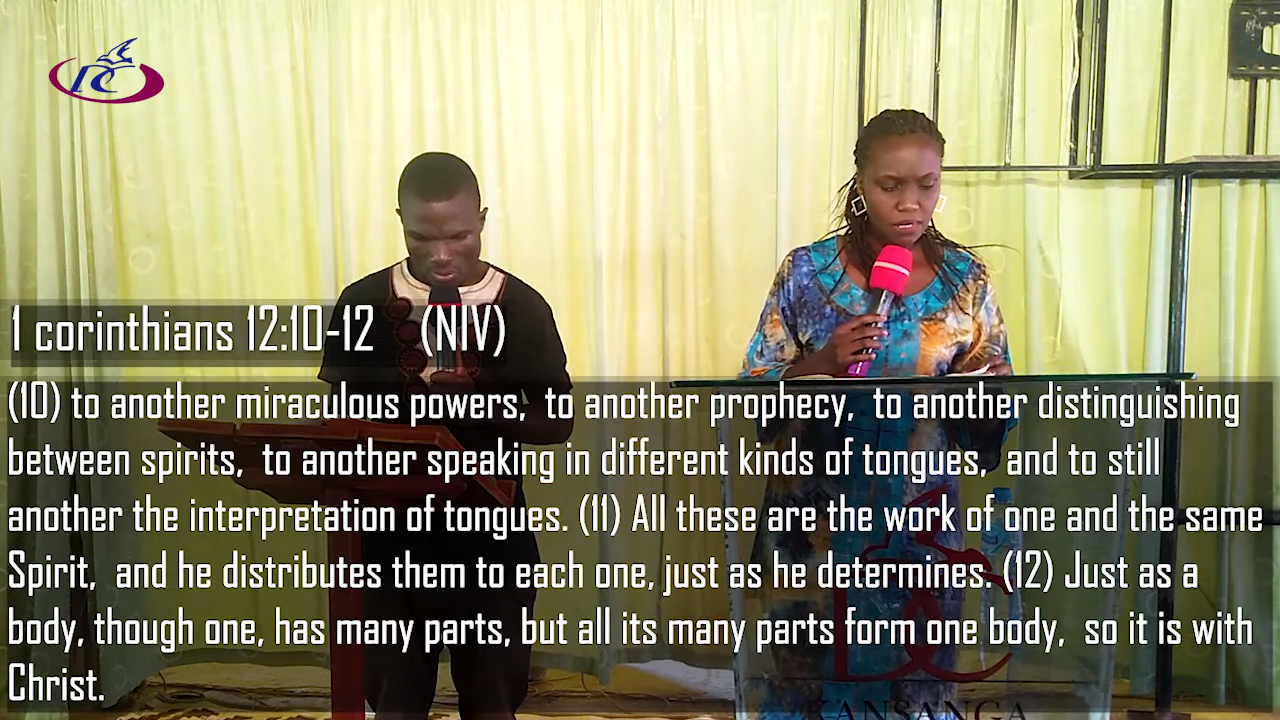 DC
1 corinthians 12:10-12 (NIV)
(10) to another miraculous powers, to another prophecy, to another distinguishing
between spirits, to another speaking in different kinds of tongues, and to still
another the interpretation of tongues. (11) All these are the work of one and the same
Spirit, and he distributes them to each one, just as he determines. (12) Just as a
body, though one, has many parts, but all its many parts form one body, so it is with
Christ.
DC
KANSANGA